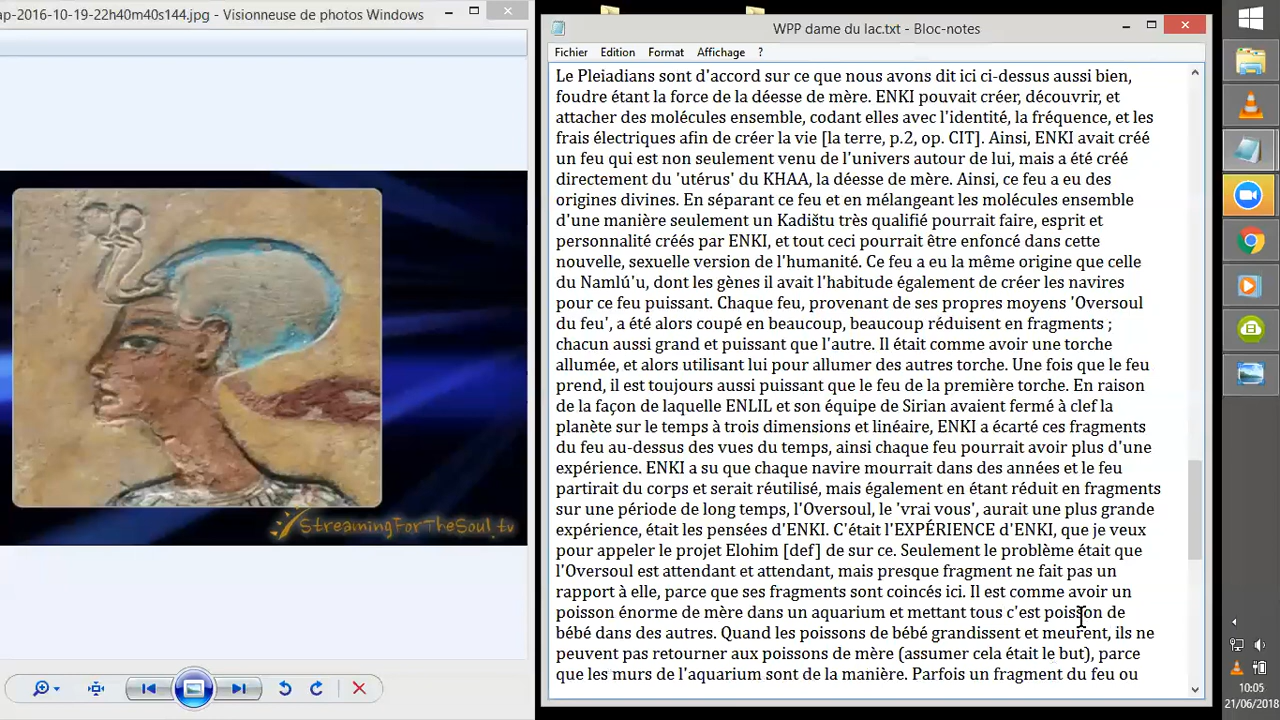 ap-2016-10-19-22h40m40s144.jpg - Visionneuse de photos Windows
WPP dame du lac.txt - Bloc-notes
Fichier Edition Format Affichage ?
Le Pleiadians sont d'accord sur ce que nous avons dit ici ci-dessus aussi bien,
foudre étant la force de la déesse de mère. ENKI pouvait créer, découvrir, et
attacher des molécules ensemble, codant elles avec l'identité, la fréquence, et les
frais électriques afin de créer la vie [la terre, p.2, op. CIT]. Ainsi, ENKI avait créé
un feu qui est non seulement venu de l'univers autour de lui, mais a été créé
directement du 'utérus' du KHAA, la déesse de mère. Ainsi, ce feu a eu des
origines divines. En séparant ce feu et en mélangeant les molécules ensemble
d'une manière seulement un Kadištu très qualifié pourrait faire, esprit et
personnalité créés par ENKI, et tout ceci pourrait être enfoncé dans cette
nouvelle, sexuelle version de l'humanité. Ce feu a eu la même origine que celle
du Namlú'u, dont les gènes il avait l'habitude également de créer les navires
pour ce feu puissant. Chaque feu, provenant de ses propres moyens 'Oversoul
du feu', a été alors coupé en beaucoup, beaucoup réduisent en fragments ;
chacun aussi grand et puissant que l'autre. Il était comme avoir une torche
allumée, et alors utilisant lui pour allumer des autres torche. Une fois que le feu
prend, il est toujours aussi puissant que le feu de la première torche. En raison
de la façon de laquelle ENLIL et son équipe de Sirian avaient fermé à clef la
planète sur le temps à trois dimensions et linéaire, ENKI a écarté ces fragments
du feu au-dessus des vues du temps, ainsi chaque feu pourrait avoir plus d'une
expérience. ENKI a su que chaque navire mourrait dans des années et le feu
partirait du corps et serait réutilisé, mais également en étant réduit en fragments
sur une période de long temps, l'Oversoul, le 'vrai vous', aurait une plus grande
expérience, était les pensées d'ENKI. C'était l'EXPÉRIENCE d'ENKI, que je veux
pour appeler le projet Elohim [def] de sur ce. Seulement le problème était que
l'Oversoul est attendant et attendant, mais presque fragment ne fait pas un
rapport à elle, parce que ses fragments sont coincés ici. Il est comme avoir un
poisson énorme de mère dans un aquarium et mettant tous c'est poisson de
bébé dans des autres. Quand les poissons de bébé grandissent et meurent, ils ne
peuvent pas retourner aux poissons de mère (assumer cela était le but), parce
que les murs de l'aquarium sont de la manière. Parfois un fragment du feu ou
StreamingForTheSoul.tv
10:05
21/06/2018